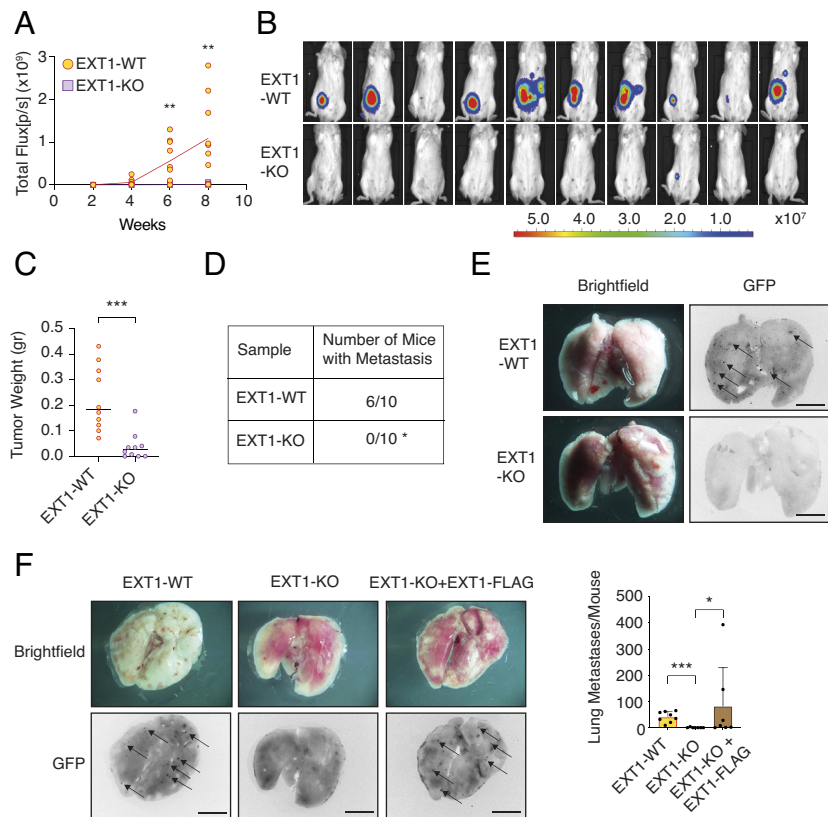 A
EXT1-WT
EXT1-KO
**
**
Total Flux[p/s] (x10⁹)
3
2
1
0
0 2 4 6 8 10
Weeks
B
EXT1
-WT
EXT1
-KO
5.0 4.0 3.0 2.0 1.0 x10⁷
C
***
Tumor Weight (gr)
0.5
0.4
0.3
0.2
0.1
0.0
EXT1-WT
EXT1-KO
D
Sample
Number of Mice
with Metastasis
EXT1-WT 6/10
EXT1-KO 0/10 *
E
Brightfield GFP
EXT1
-WT
EXT1
-KO
F
EXT1-WT EXT1-KO EXT1-KO+EXT1-FLAG
Brightfield
GFP
Lung Metastases/Mouse
500
400
300
200
100
0
***
*
EXT1-WT
EXT1-KO
EXT1-KO +
EXT1-FLAG